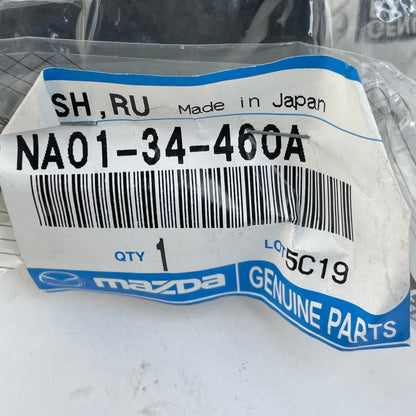 SH,RU Made in Japan
NA01-34-460A
QTY 1 LOT 5C19
mazda GENUINE PARTS